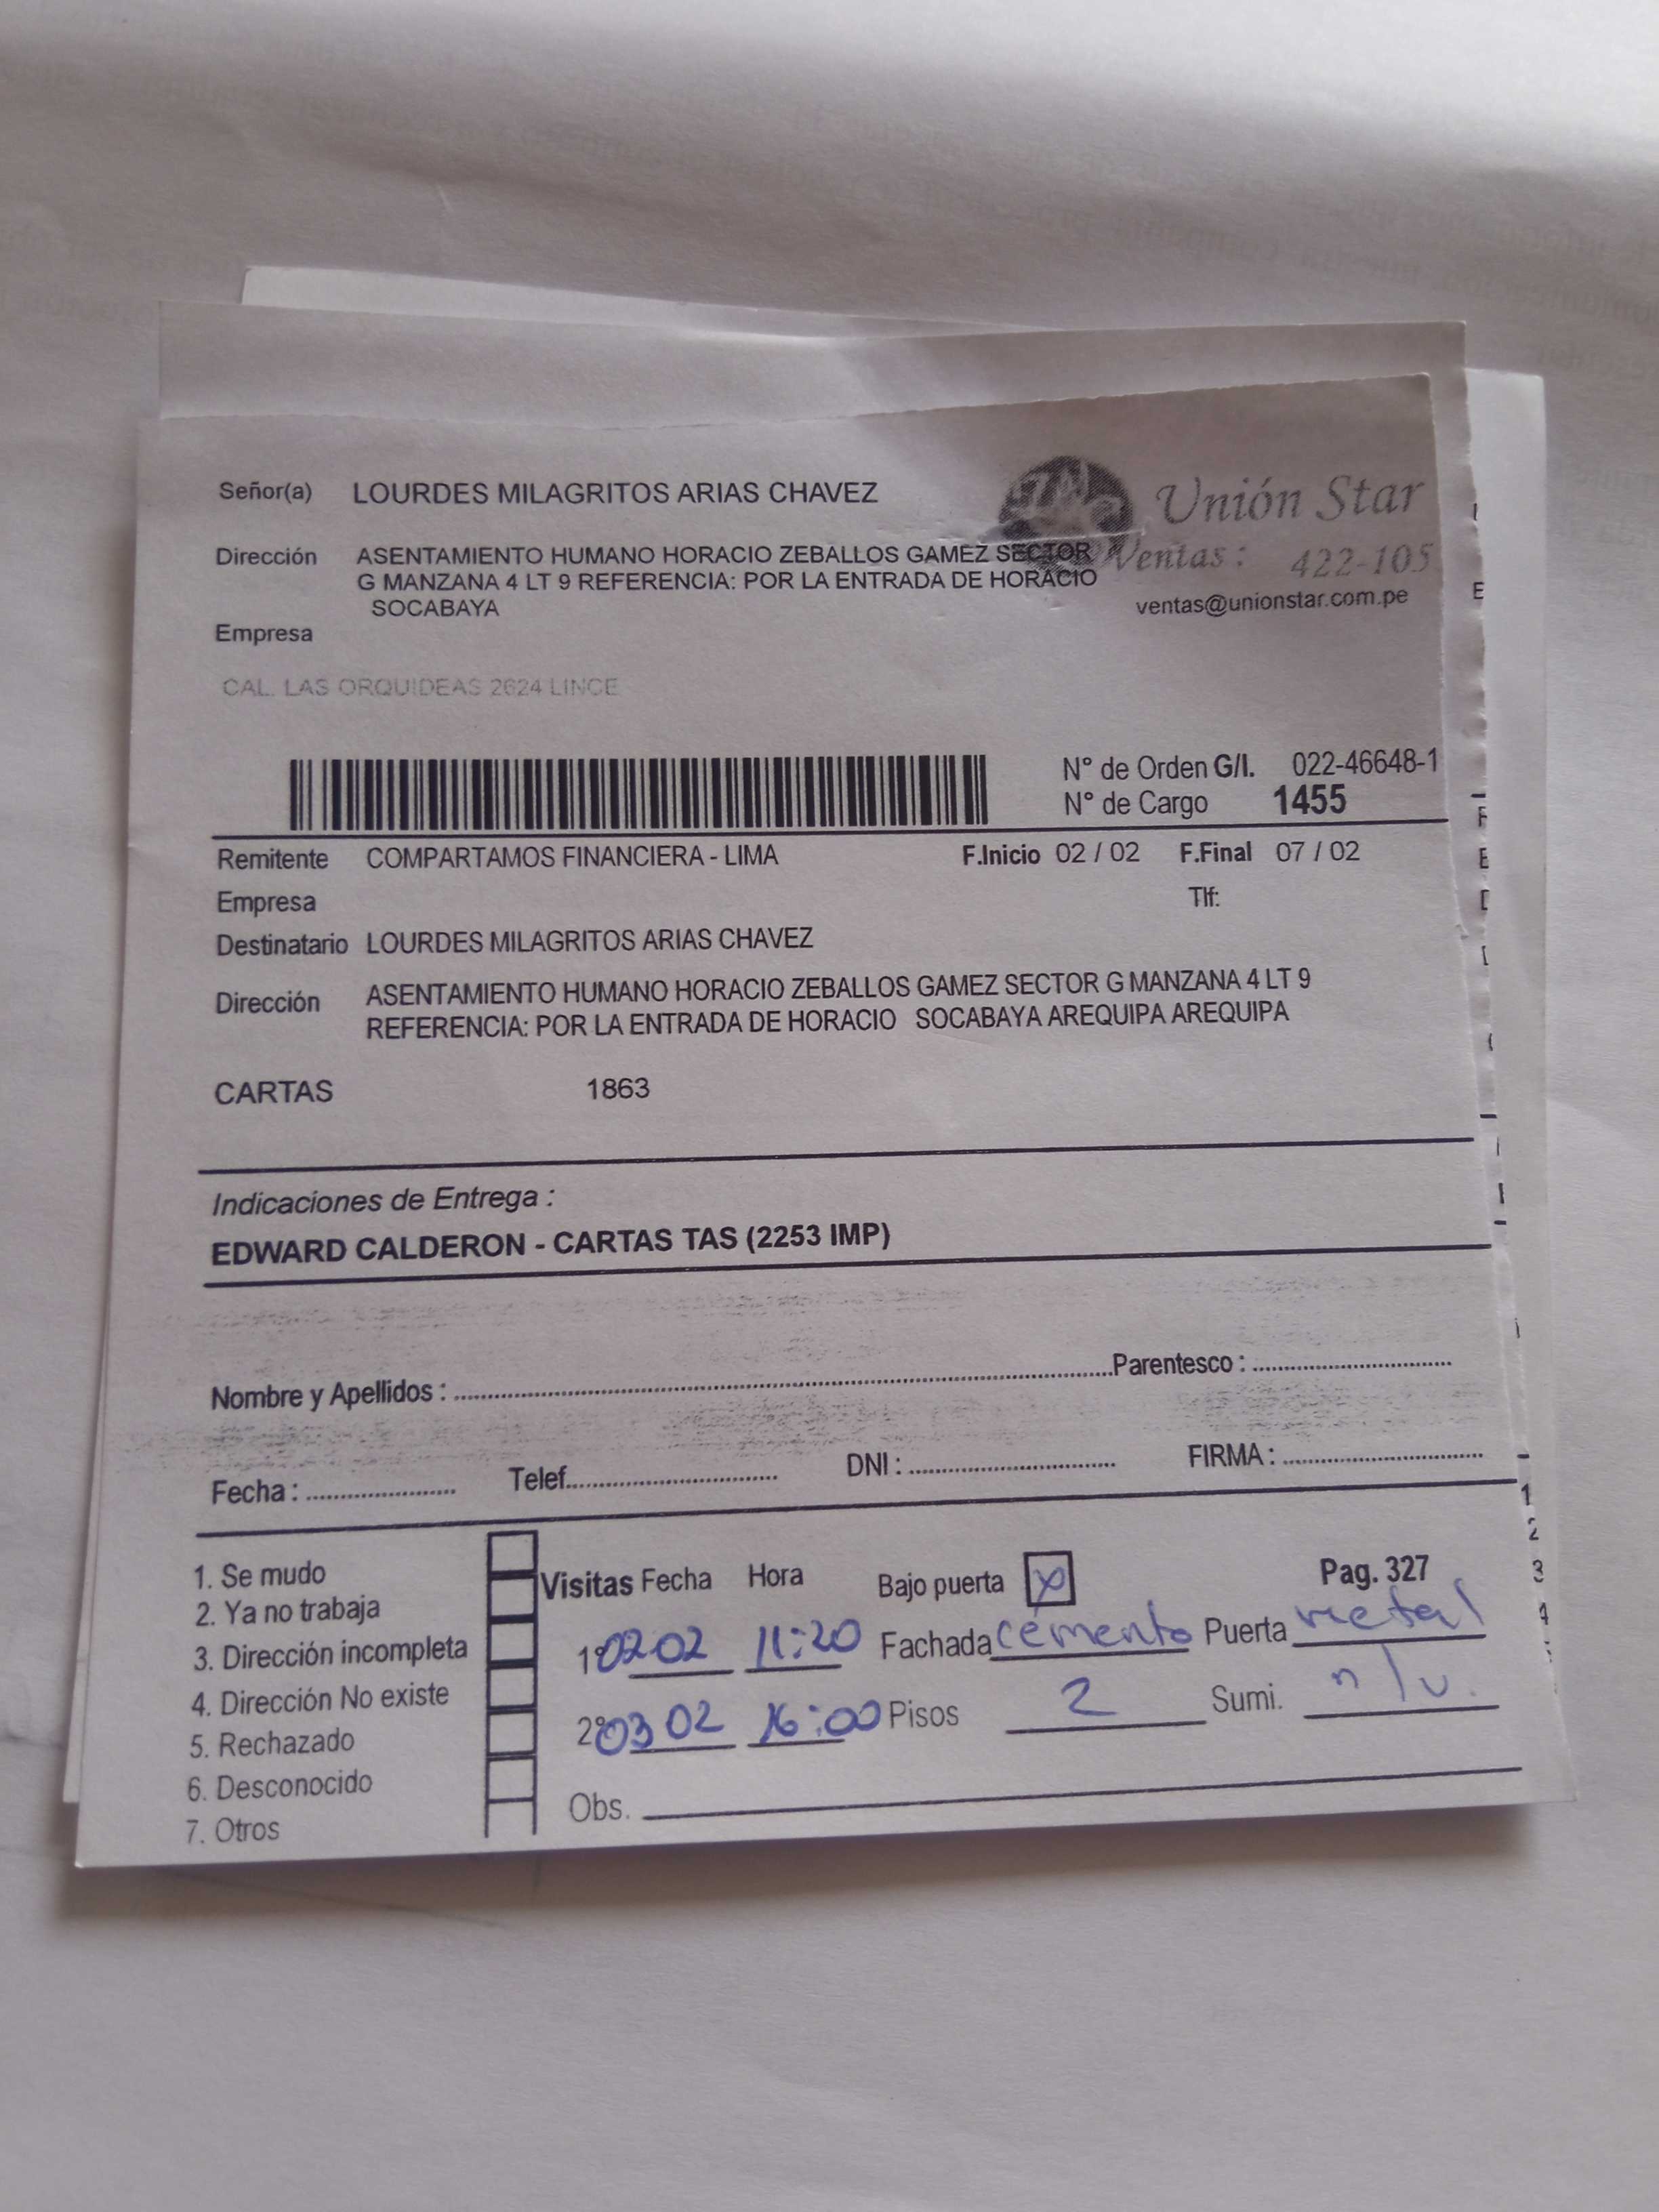 Señor(a) LOURDES MILAGRITOS ARIAS CHAVEZ
Unión Star
Dirección ASENTAMIENTO HUMANO HORACIO ZEBALLOS GAMEZ SECTOR
G MANZANA 4 LT 9 REFERENCIA: POR LA ENTRADA DE HORACIO
SOCABAYA
Ventas: 422-105
ventas@unionstar.com.pe
Empresa
CAL. LAS ORQUIDEAS 2624 LINCE
N° de Orden G/I. 022-46648-1
N° de Cargo 1455
Remitente COMPARTAMOS FINANCIERA - LIMA F.Inicio 02 / 02 F.Final 07 / 02
Empresa Tlf:
Destinatario LOURDES MILAGRITOS ARIAS CHAVEZ
Dirección ASENTAMIENTO HUMANO HORACIO ZEBALLOS GAMEZ SECTOR G MANZANA 4 LT 9
REFERENCIA: POR LA ENTRADA DE HORACIO SOCABAYA AREQUIPA AREQUIPA
CARTAS 1863
Indicaciones de Entrega :
EDWARD CALDERON - CARTAS TAS (2253 IMP)
Nombre y Apellidos : Parentesco :
Fecha : Telef. DNI : FIRMA :
1. Se mudo
2. Ya no trabaja
3. Dirección incompleta
4. Dirección No existe
5. Rechazado
6. Desconocido
7. Otros
Visitas Fecha Hora Bajo puerta x Pag. 327
1° 02 02 11:20 Fachada cemento Puerta metal
2° 03 02 16:00 Pisos 2 Sumi. n/v.
Obs.